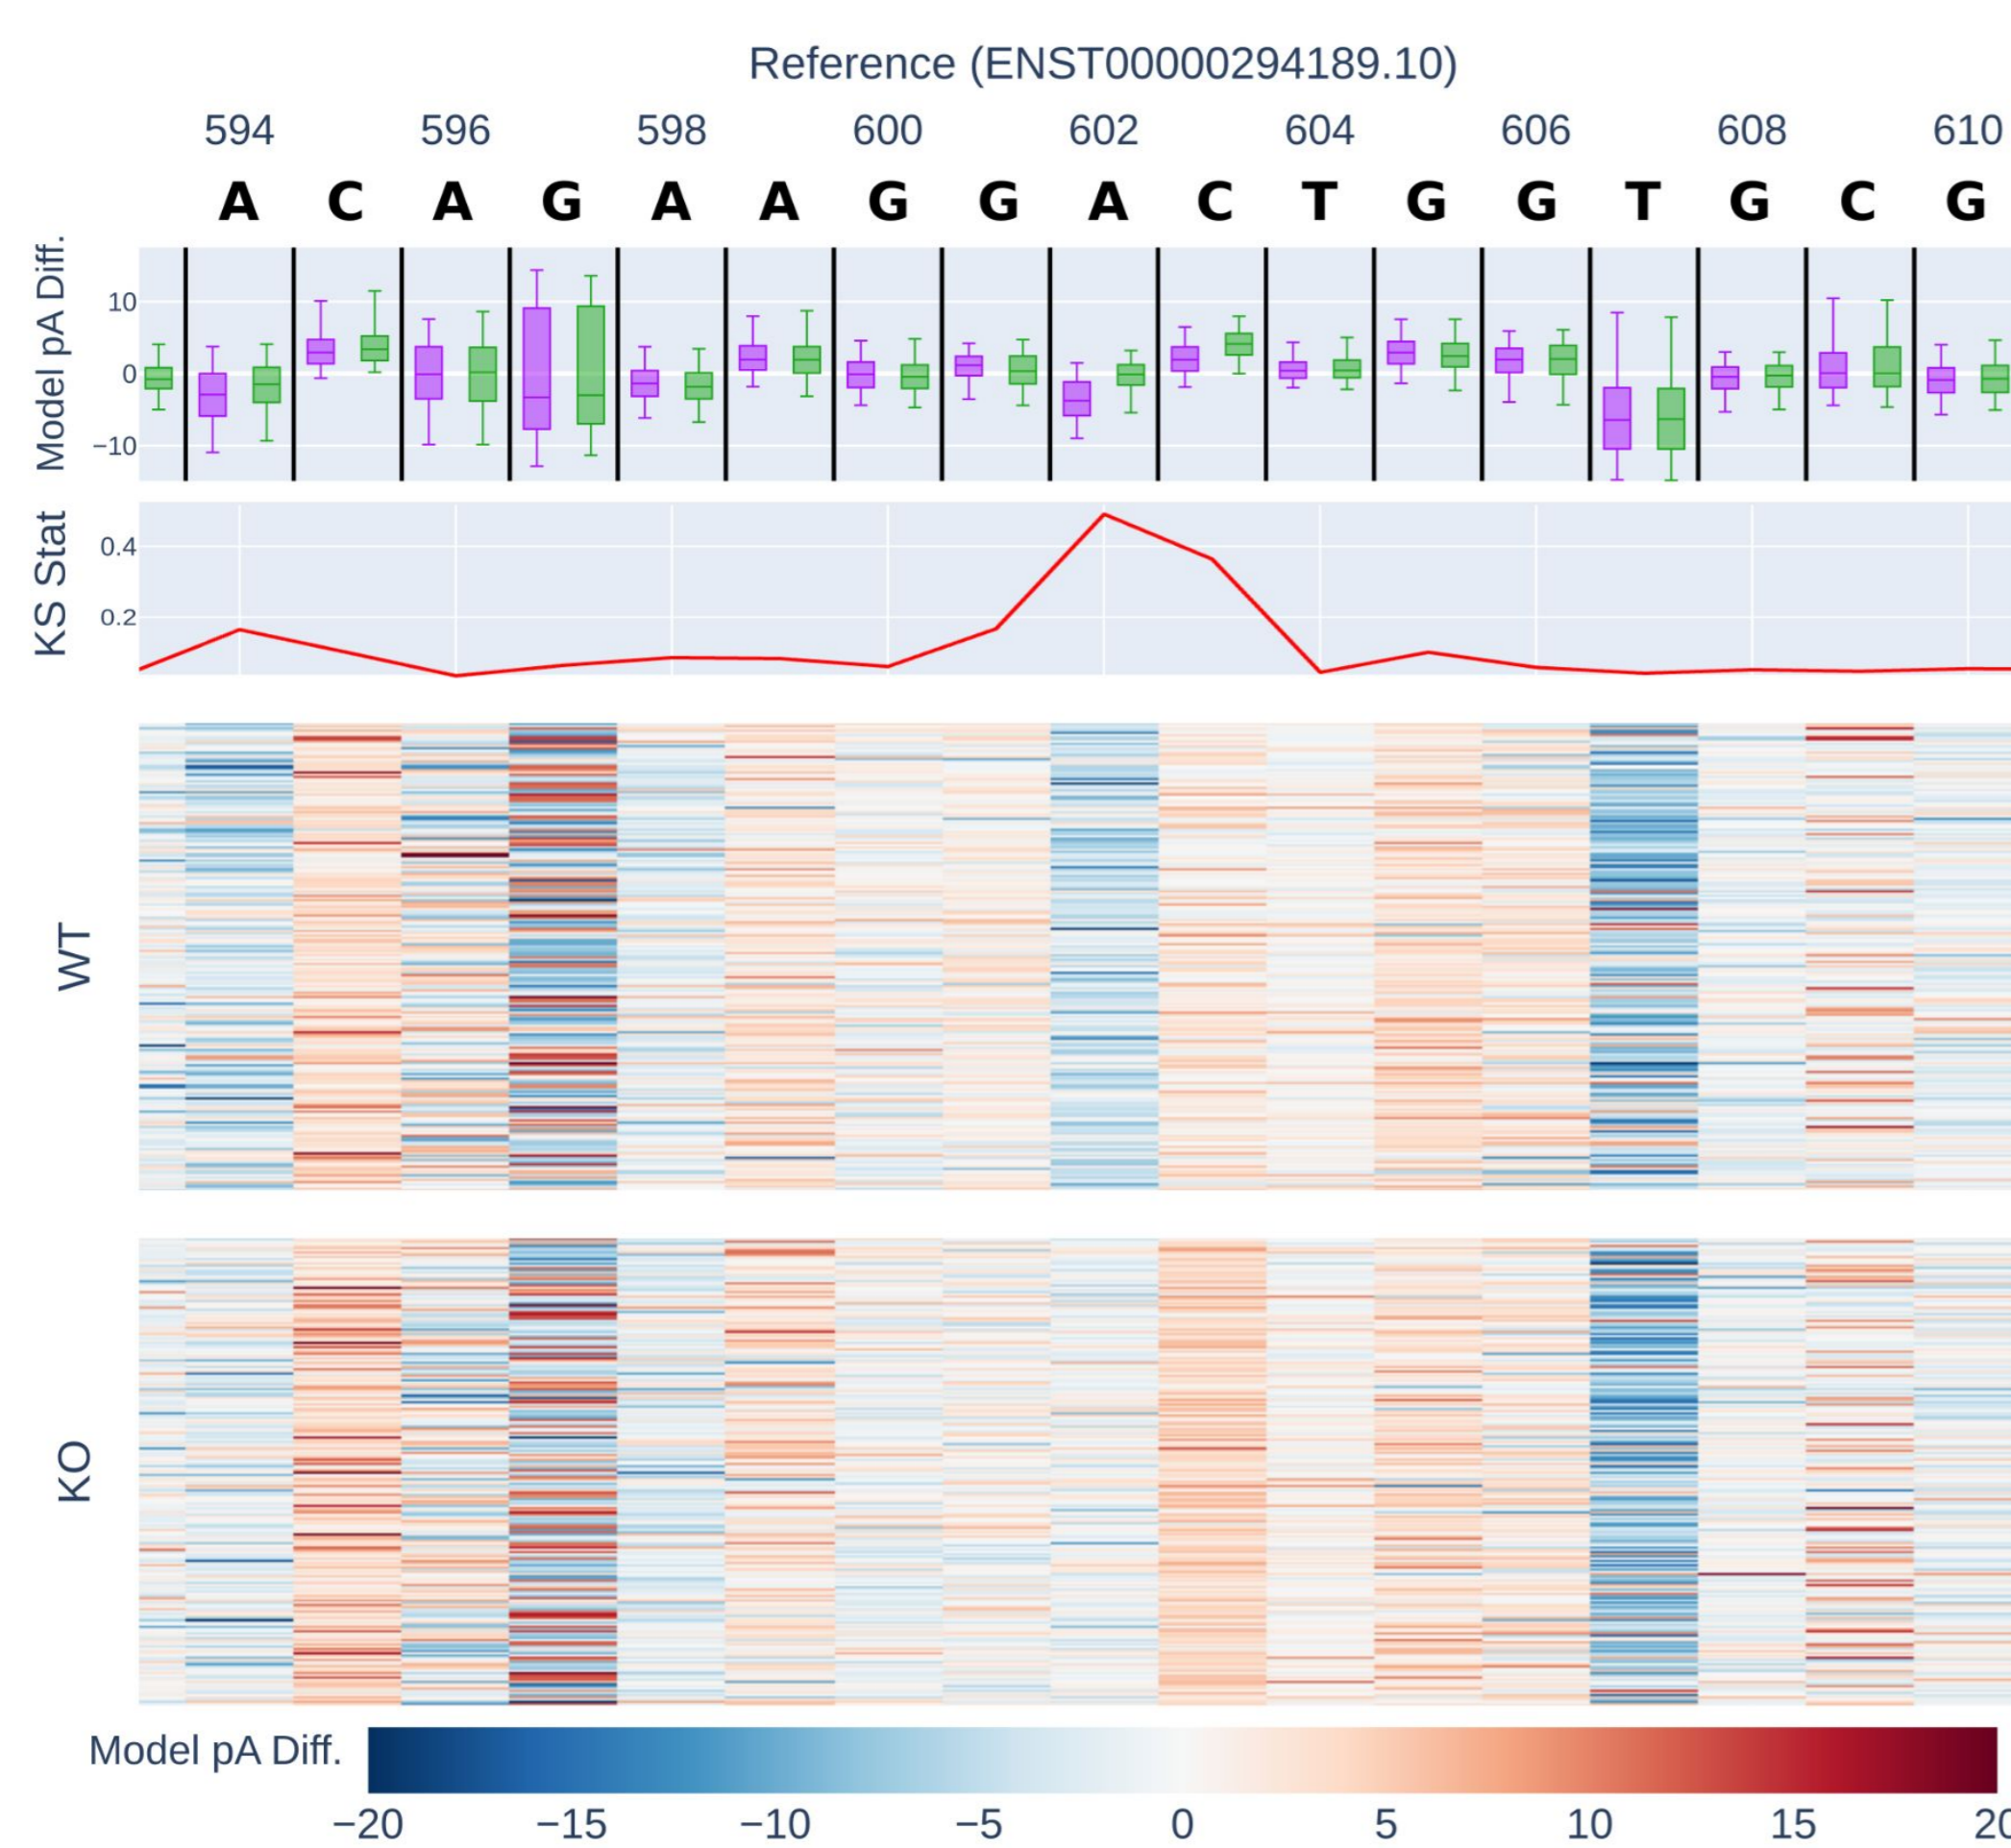 Reference (ENST00000294189.10)
594 596 598 600 602 604 606 608 610
A C A G A A G G A C T G G T G C G
Model pA Diff.
10
0
−10
KS Stat
0.4
0.2
WT
KO
Model pA Diff.
−20 −15 −10 −5 0 5 10 15